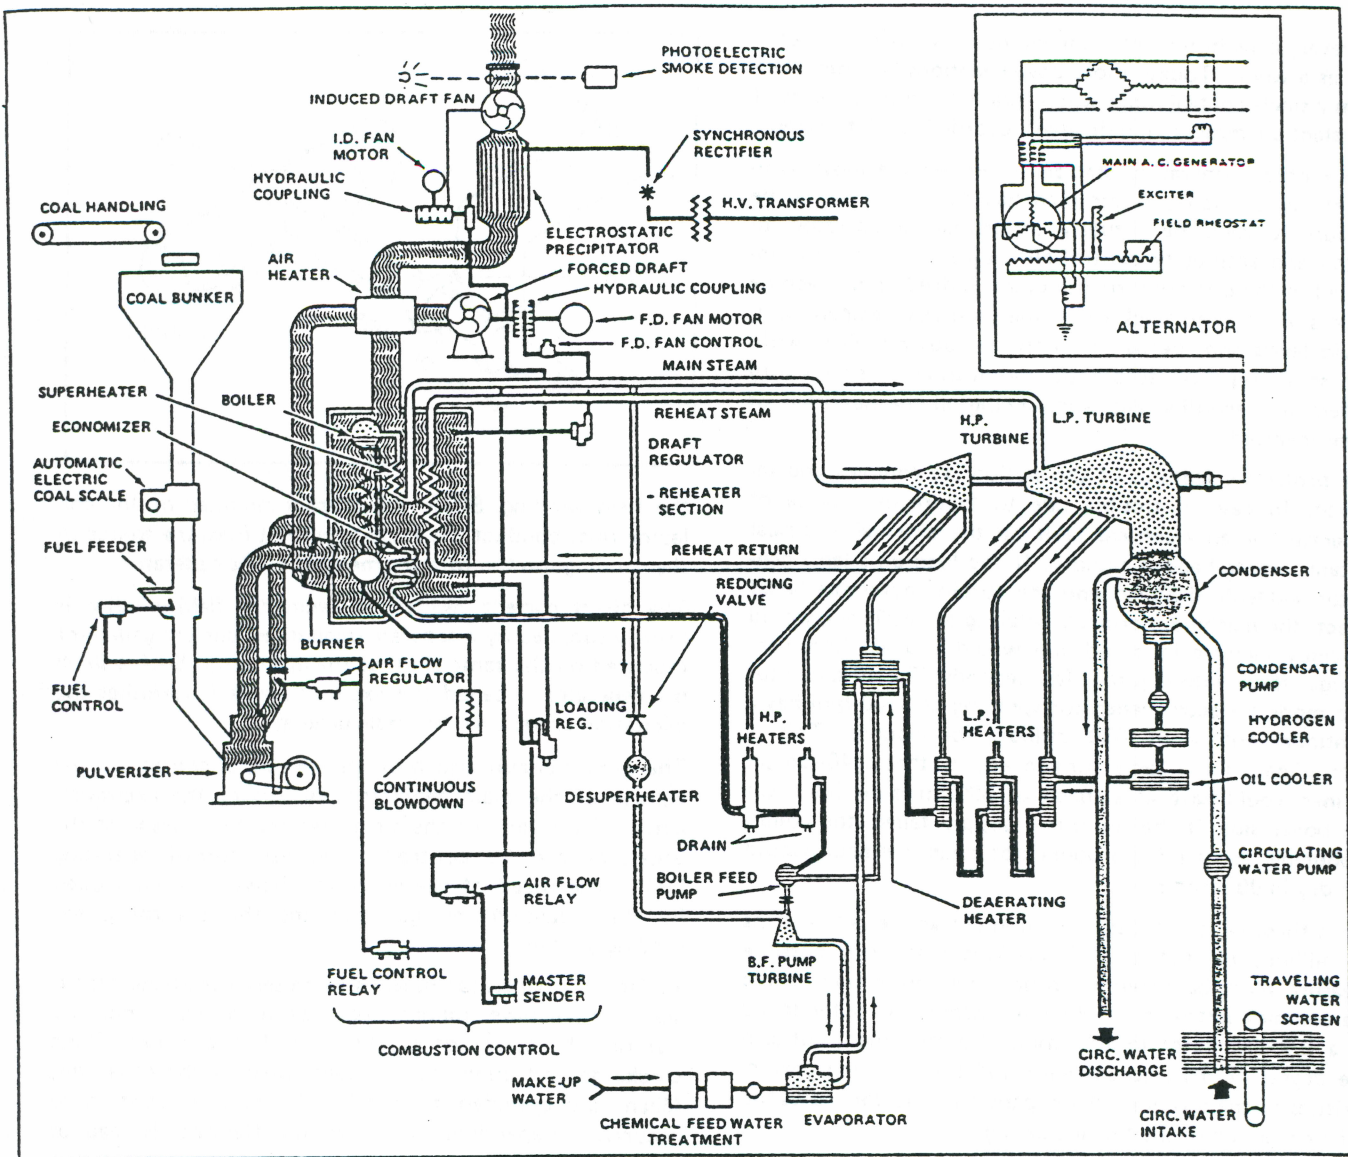 PHOTOELECTRIC
SMOKE DETECTION
INDUCED DRAFT FAN
I.D. FAN
MOTOR
SYNCHRONOUS
RECTIFIER
HYDRAULIC
COUPLING
H.V. TRANSFORMER
COAL HANDLING
ELECTROSTATIC
PRECIPITATOR
AIR
HEATER
FORCED DRAFT
HYDRAULIC COUPLING
COAL BUNKER
F.D. FAN MOTOR
F.D. FAN CONTROL
MAIN A.C. GENERATOR
EXCITER
FIELD RHEOSTAT
ALTERNATOR
MAIN STEAM
SUPERHEATER
BOILER
REHEAT STEAM
ECONOMIZER
H.P.
TURBINE
L.P. TURBINE
DRAFT
REGULATOR
AUTOMATIC
ELECTRIC
COAL SCALE
REHEATER
SECTION
FUEL FEEDER
REHEAT RETURN
REDUCING
VALVE
CONDENSER
BURNER
AIR FLOW
REGULATOR
FUEL
CONTROL
LOADING
REG.
H.P.
HEATERS
L.P.
HEATERS
CONDENSATE
PUMP
HYDROGEN
COOLER
OIL COOLER
PULVERIZER
CONTINUOUS
BLOWDOWN
DESUPERHEATER
DRAIN
CIRCULATING
WATER PUMP
BOILER FEED
PUMP
AIR FLOW
RELAY
DEAERATING
HEATER
B.F. PUMP
TURBINE
FUEL CONTROL
RELAY
MASTER
SENDER
TRAVELING
WATER
SCREEN
COMBUSTION CONTROL
CIRC. WATER
DISCHARGE
MAKE-UP
WATER
CHEMICAL FEED WATER
TREATMENT
EVAPORATOR
CIRC. WATER
INTAKE